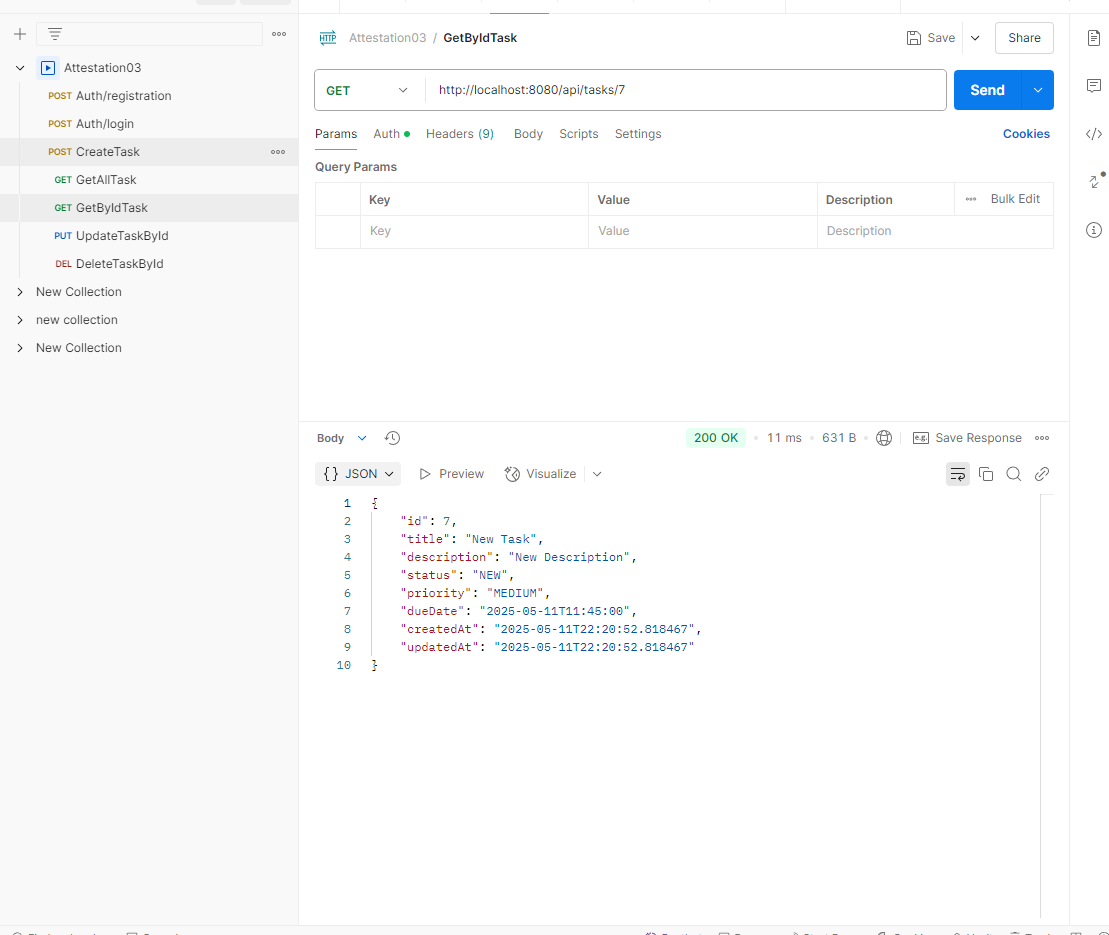 Attestation03
POST Auth/registration
POST Auth/login
POST CreateTask
GET GetAllTask
GET GetByIdTask
PUT UpdateTaskById
DEL DeleteTaskById
New Collection
new collection
New Collection
HTTP Attestation03 / GetByIdTask Save Share
GET http://localhost:8080/api/tasks/7 Send
Params Auth Headers (9) Body Scripts Settings Cookies
Query Params
Key Value Description Bulk Edit
Key Value Description
Body 200 OK 11 ms 631 B e.g. Save Response
{} JSON Preview Visualize
1 {
2 "id": 7,
3 "title": "New Task",
4 "description": "New Description",
5 "status": "NEW",
6 "priority": "MEDIUM",
7 "dueDate": "2025-05-11T11:45:00",
8 "createdAt": "2025-05-11T22:20:52.818467",
9 "updatedAt": "2025-05-11T22:20:52.818467"
10 }